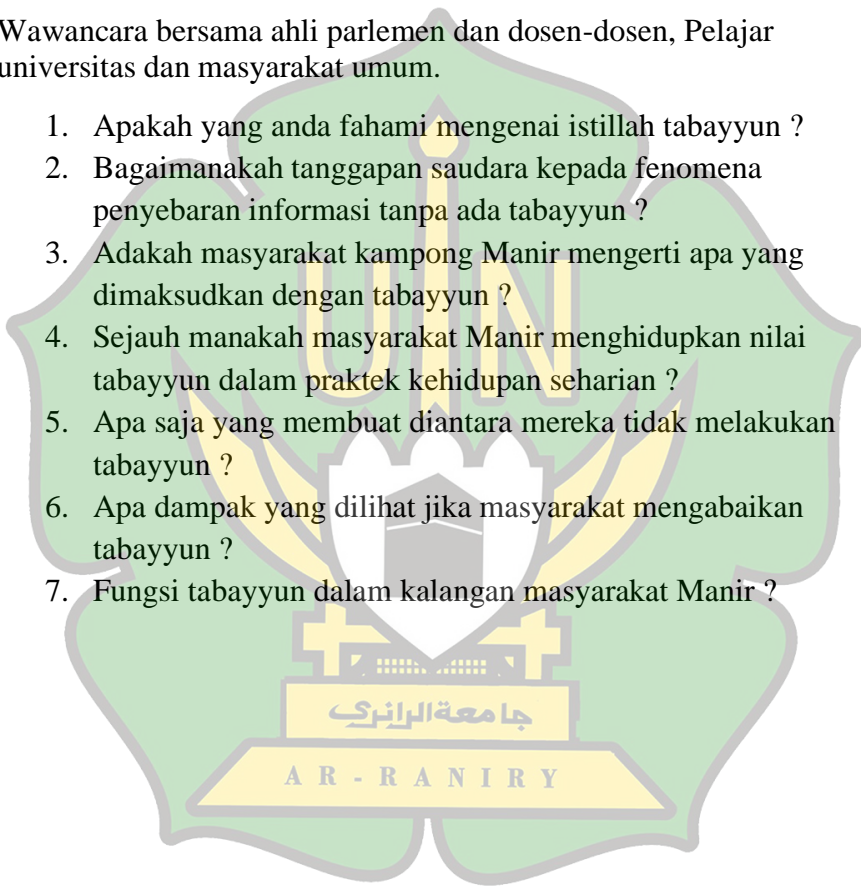 Wawancara bersama ahli parlemen dan dosen-dosen, Pelajar
universitas dan masyarakat umum.
1. Apakah yang anda fahami mengenai istillah tabayyun ?
2. Bagaimanakah tanggapan saudara kepada fenomena
penyebaran informasi tanpa ada tabayyun ?
3. Adakah masyarakat kampong Manir mengerti apa yang
dimaksudkan dengan tabayyun ?
4. Sejauh manakah masyarakat Manir menghidupkan nilai
tabayyun dalam praktek kehidupan seharian ?
5. Apa saja yang membuat diantara mereka tidak melakukan
tabayyun ?
6. Apa dampak yang dilihat jika masyarakat mengabaikan
tabayyun ?
7. Fungsi tabayyun dalam kalangan masyarakat Manir ?
UIN
جامعةالرانري
AR-RANIRY